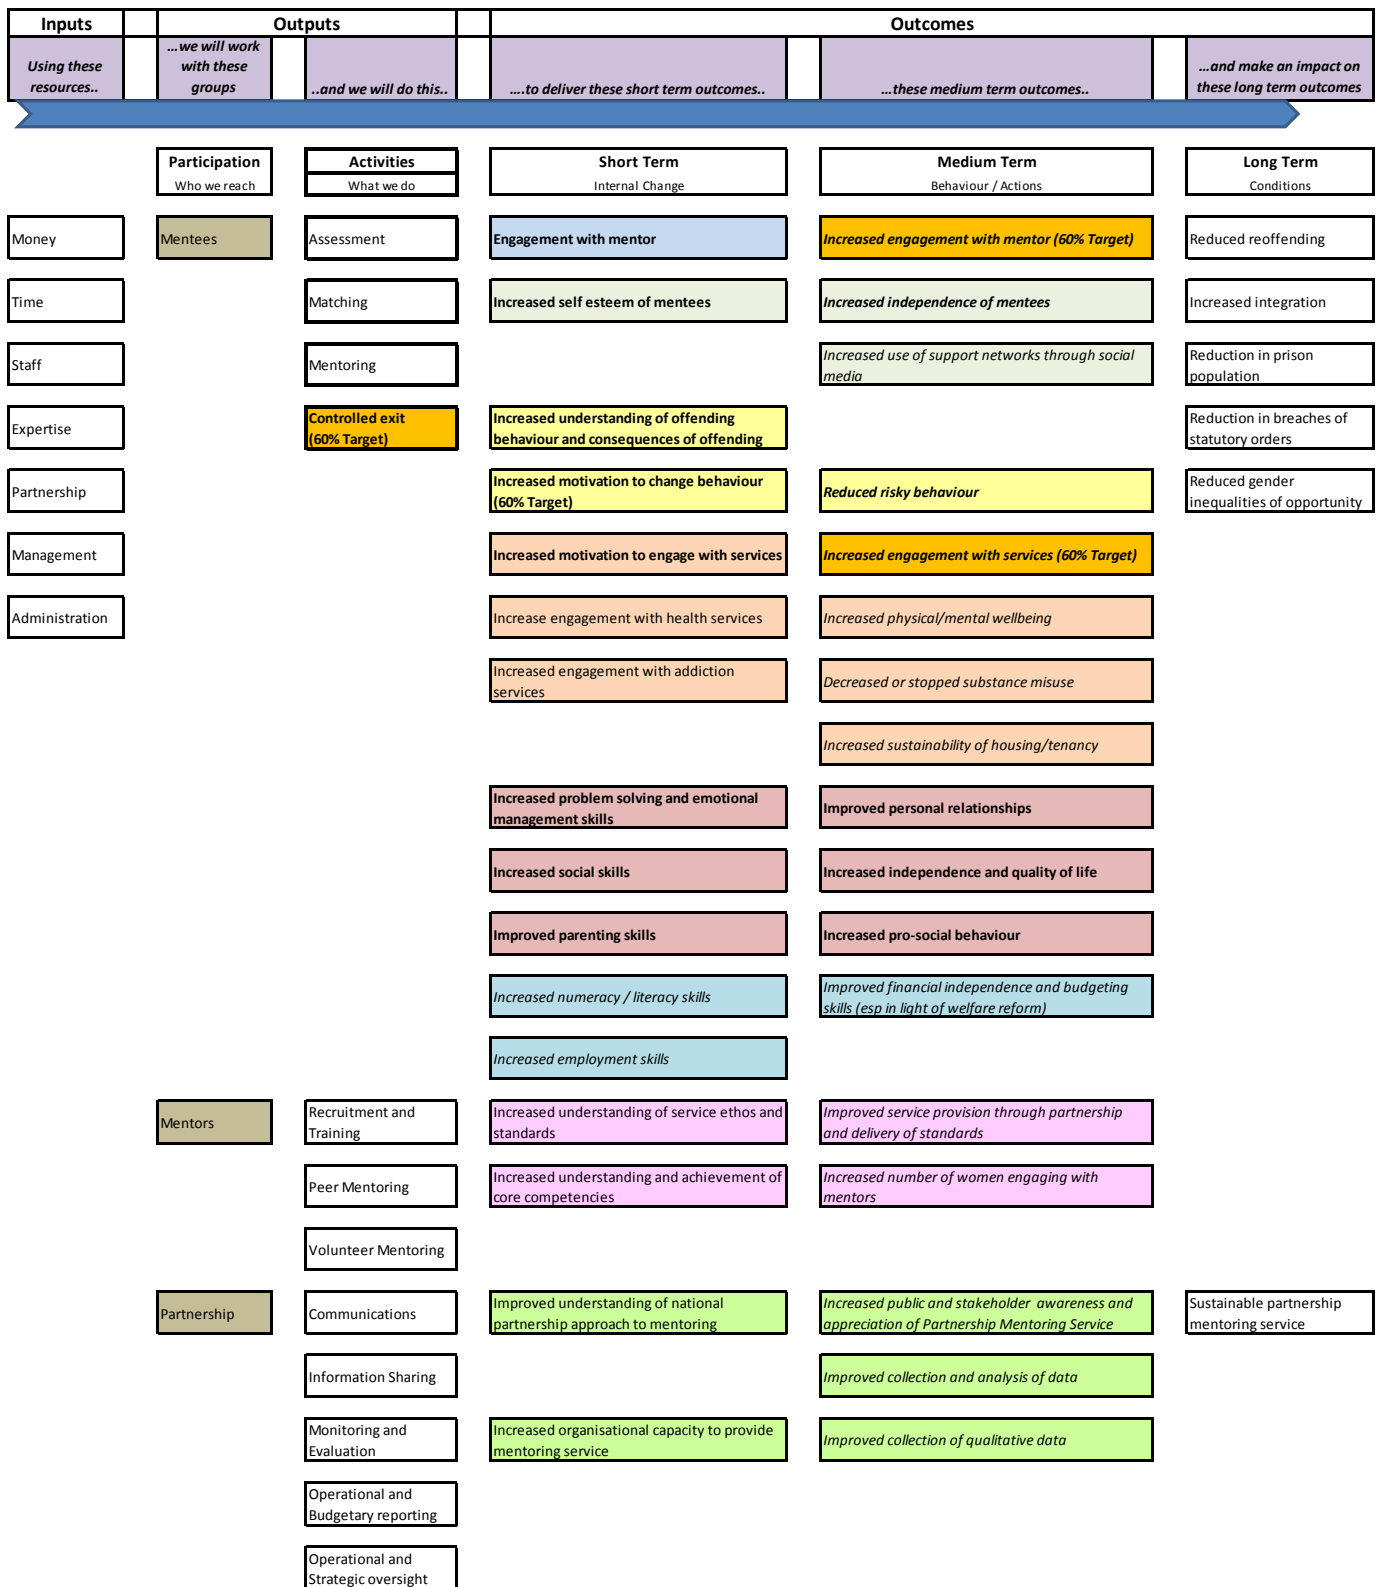 Inputs
Outputs
Outcomes
Using these
resources..
...we will work
with these
groups
..and we will do this..
....to deliver these short term outcomes..
...these medium term outcomes..
...and make an impact on
these long term outcomes
Participation
Who we reach
Activities
What we do
Short Term
Internal Change
Medium Term
Behaviour / Actions
Long Term
Conditions
Money
Mentees
Assessment
Engagement with mentor
Increased engagement with mentor (60% Target)
Reduced reoffending
Time
Matching
Increased self esteem of mentees
Increased independence of mentees
Increased integration
Staff
Mentoring
Increased use of support networks through social
media
Reduction in prison
population
Expertise
Controlled exit
(60% Target)
Increased understanding of offending
behaviour and consequences of offending
Reduction in breaches of
statutory orders
Partnership
Increased motivation to change behaviour
(60% Target)
Reduced risky behaviour
Reduced gender
inequalities of opportunity
Management
Increased motivation to engage with services
Increased engagement with services (60% Target)
Administration
Increase engagement with health services
Increased physical/mental wellbeing
Increased engagement with addiction
services
Decreased or stopped substance misuse
Increased sustainability of housing/tenancy
Increased problem solving and emotional
management skills
Improved personal relationships
Increased social skills
Increased independence and quality of life
Improved parenting skills
Increased pro-social behaviour
Increased numeracy / literacy skills
Improved financial independence and budgeting
skills (esp in light of welfare reform)
Increased employment skills
Mentors
Recruitment and
Training
Increased understanding of service ethos and
standards
Improved service provision through partnership
and delivery of standards
Peer Mentoring
Increased understanding and achievement of
core competencies
Increased number of women engaging with
mentors
Volunteer Mentoring
Partnership
Communications
Improved understanding of national
partnership approach to mentoring
Increased public and stakeholder awareness and
appreciation of Partnership Mentoring Service
Sustainable partnership
mentoring service
Information Sharing
Improved collection and analysis of data
Monitoring and
Evaluation
Increased organisational capacity to provide
mentoring service
Improved collection of qualitative data
Operational and
Budgetary reporting
Operational and
Strategic oversight